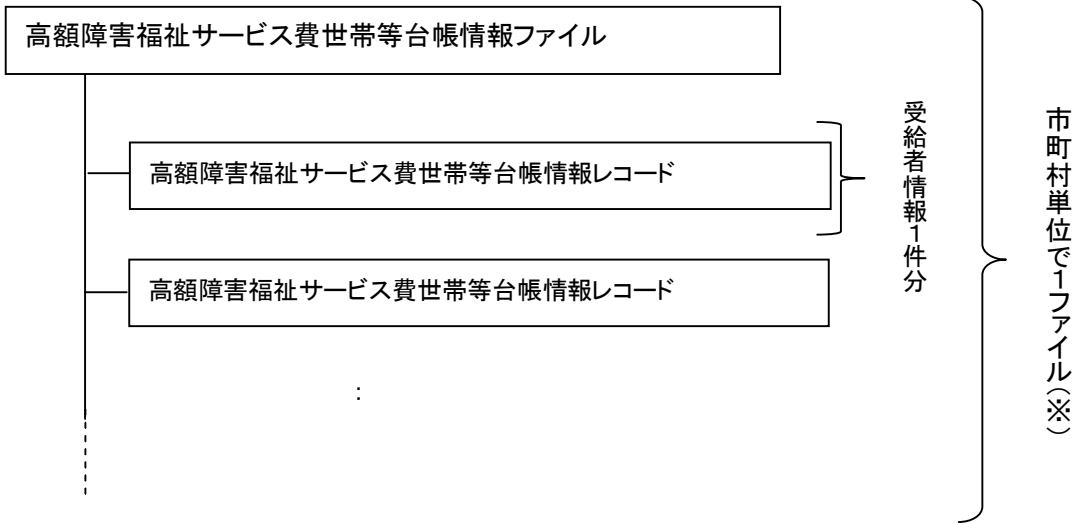 高額障害福祉サービス費世帯等台帳情報ファイル
高額障害福祉サービス費世帯等台帳情報レコード
受給者情報1件分
高額障害福祉サービス費世帯等台帳情報レコード
:
市町村単位で1ファイル(※)